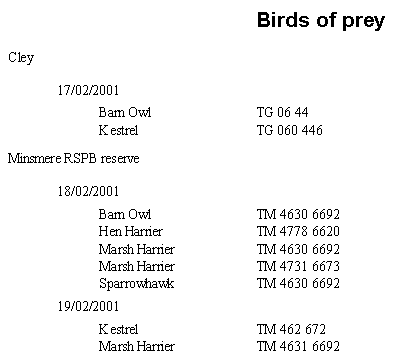 Birds of prey
Cley
17/02/2001
Barn Owl TG 06 44
Kestrel TG 060 446
Minsmere RSPB reserve
18/02/2001
Barn Owl TM 4630 6692
Hen Harrier TM 4778 6620
Marsh Harrier TM 4630 6692
Marsh Harrier TM 4731 6673
Sparrowhawk TM 4630 6692
19/02/2001
Kestrel TM 462 672
Marsh Harrier TM 4631 6692